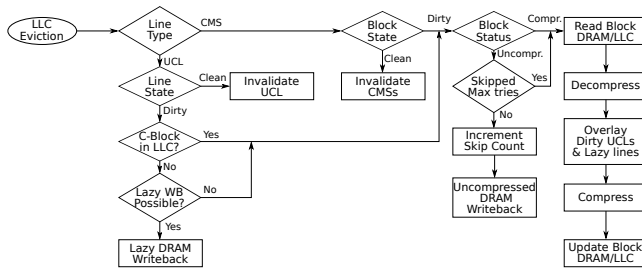 LLC
Eviction
Line
Type
CMS
UCL
Line
State
Clean
Invalidate
UCL
Dirty
C-Block
in LLC?
Yes
No
Lazy WB
Possible?
No
Yes
Lazy DRAM
Writeback
Block
State
Dirty
Clean
Invalidate
CMSs
Block
Status
Compr.
Uncompr.
Skipped
Max tries
Yes
No
Increment
Skip Count
Uncompressed
DRAM
Writeback
Read Block
DRAM/LLC
Decompress
Overlay
Dirty UCLs
& Lazy lines
Compress
Update Block
DRAM/LLC